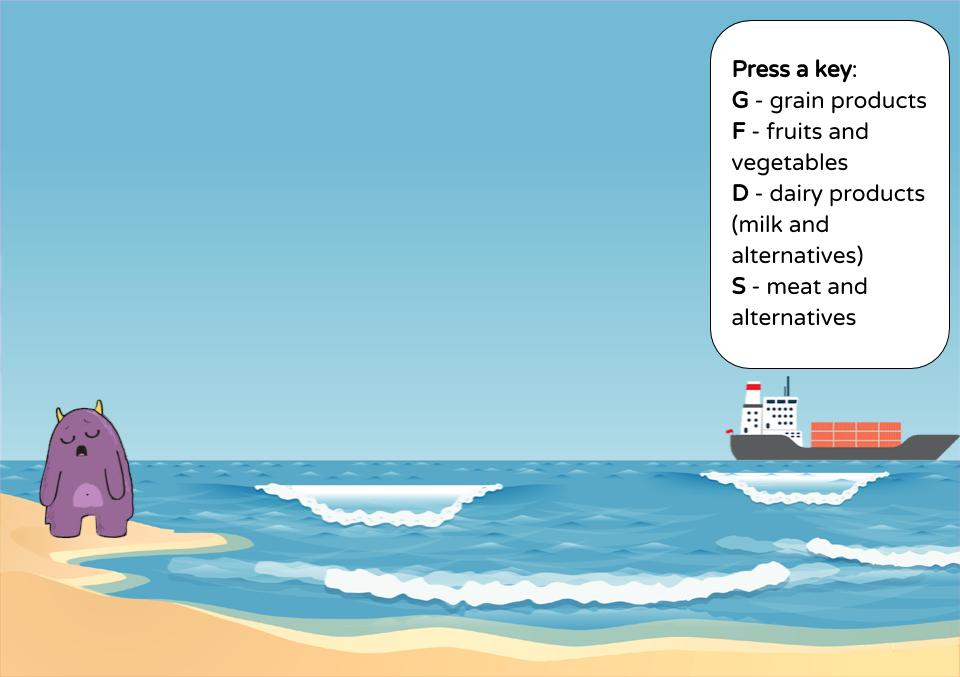 Press a key:
G - grain products
F - fruits and
vegetables
D - dairy products
(milk and
alternatives)
S - meat and
alternatives